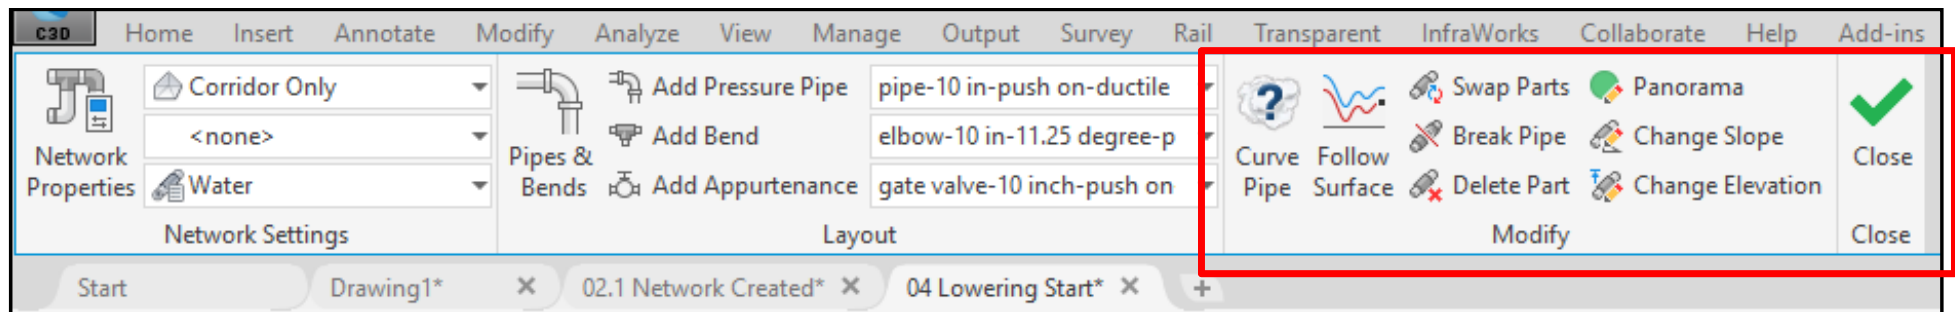 C3D Home Insert Annotate Modify Analyze View Manage Output Survey Rail Transparent InfraWorks Collaborate Help Add-ins
Network Properties
Corridor Only
<none>
Water
Network Settings
Pipes & Bends
Add Pressure Pipe pipe-10 in-push on-ductile
Add Bend elbow-10 in-11.25 degree-p
Add Appurtenance gate valve-10 inch-push on
Layout
Curve Pipe
Follow Surface
Swap Parts Panorama
Break Pipe Change Slope
Delete Part Change Elevation
Modify
Close
Close
Start Drawing1* 02.1 Network Created* 04 Lowering Start*